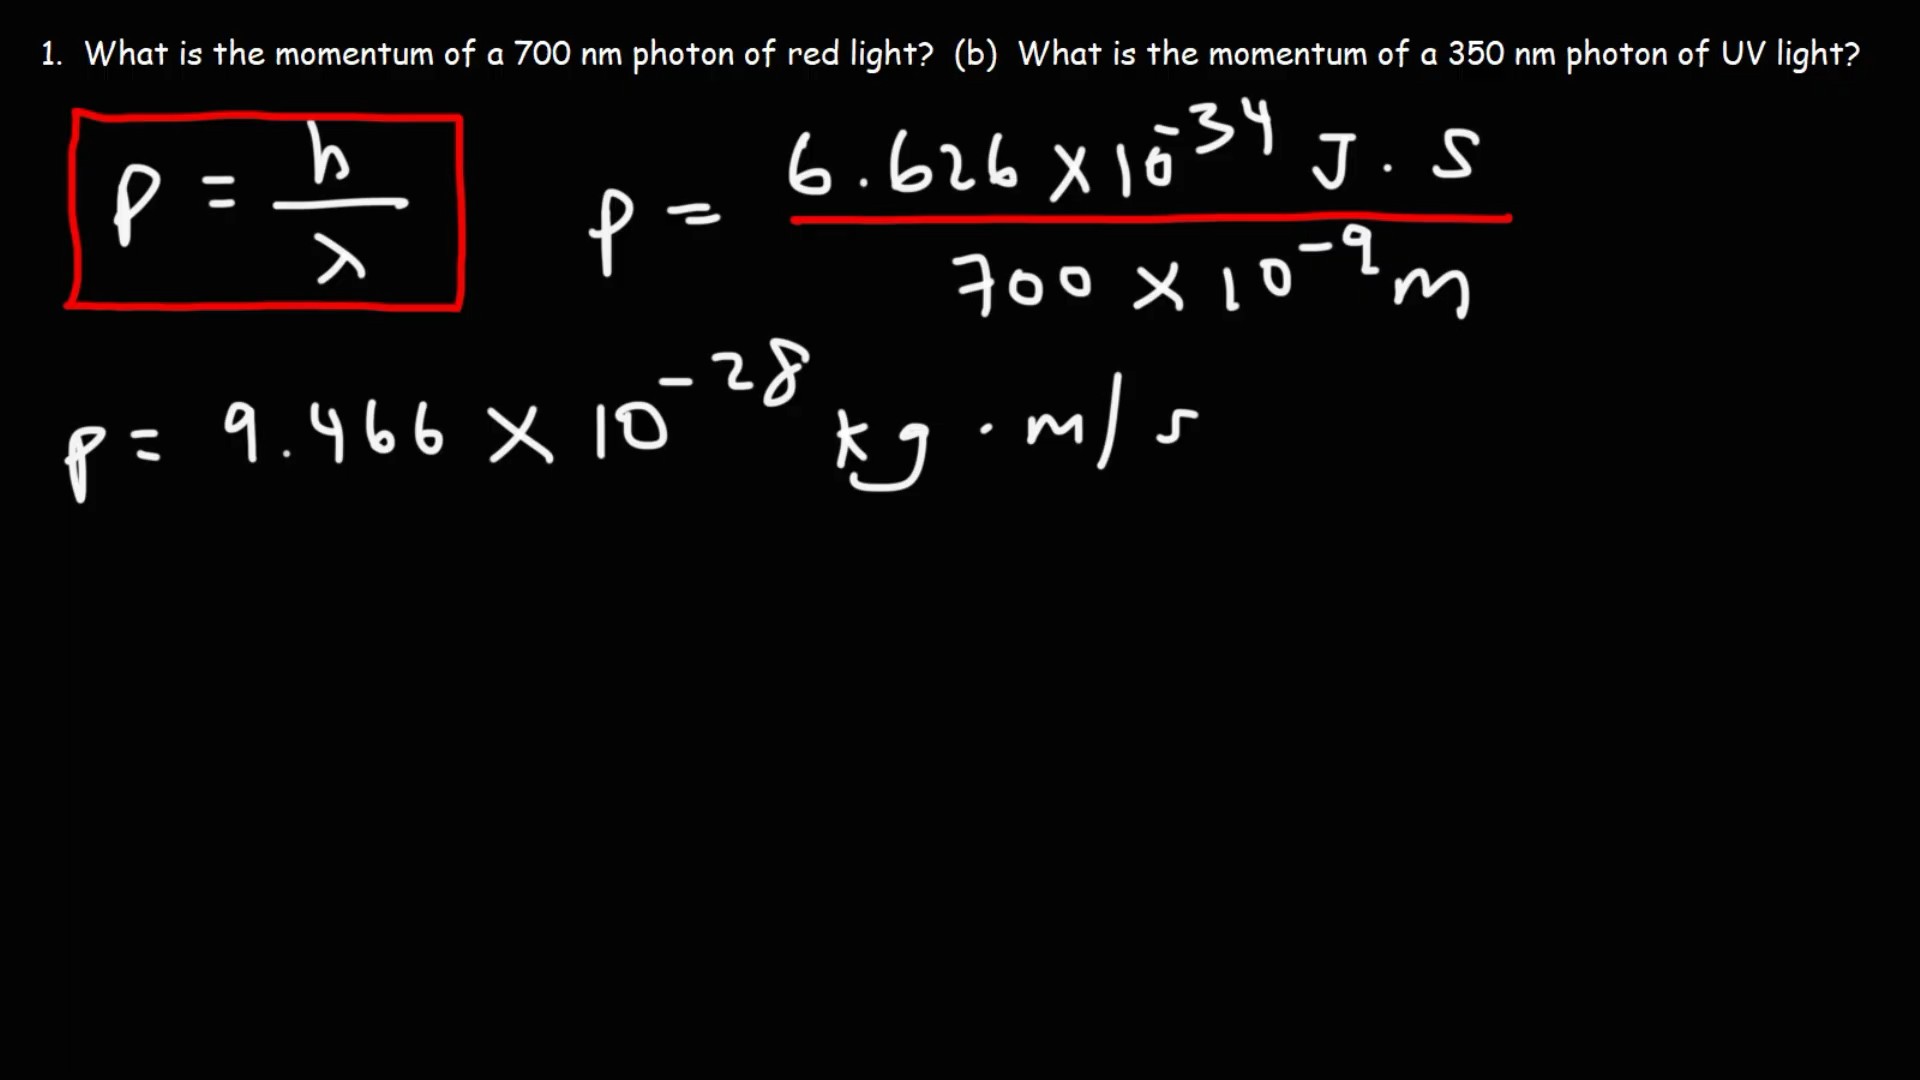 1. What is the momentum of a 700 nm photon of red light? (b) What is the momentum of a 350 nm photon of UV light?
P = h/λ
P = 6.626 × 10⁻³⁴ J · s / 700 × 10⁻⁹ m
P = 9.466 × 10⁻²⁸ kg · m/s